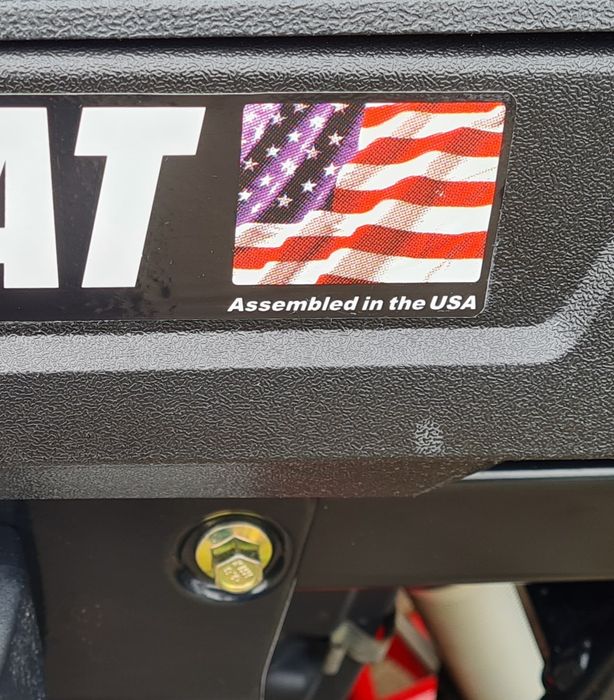 AT
Assembled in the USA